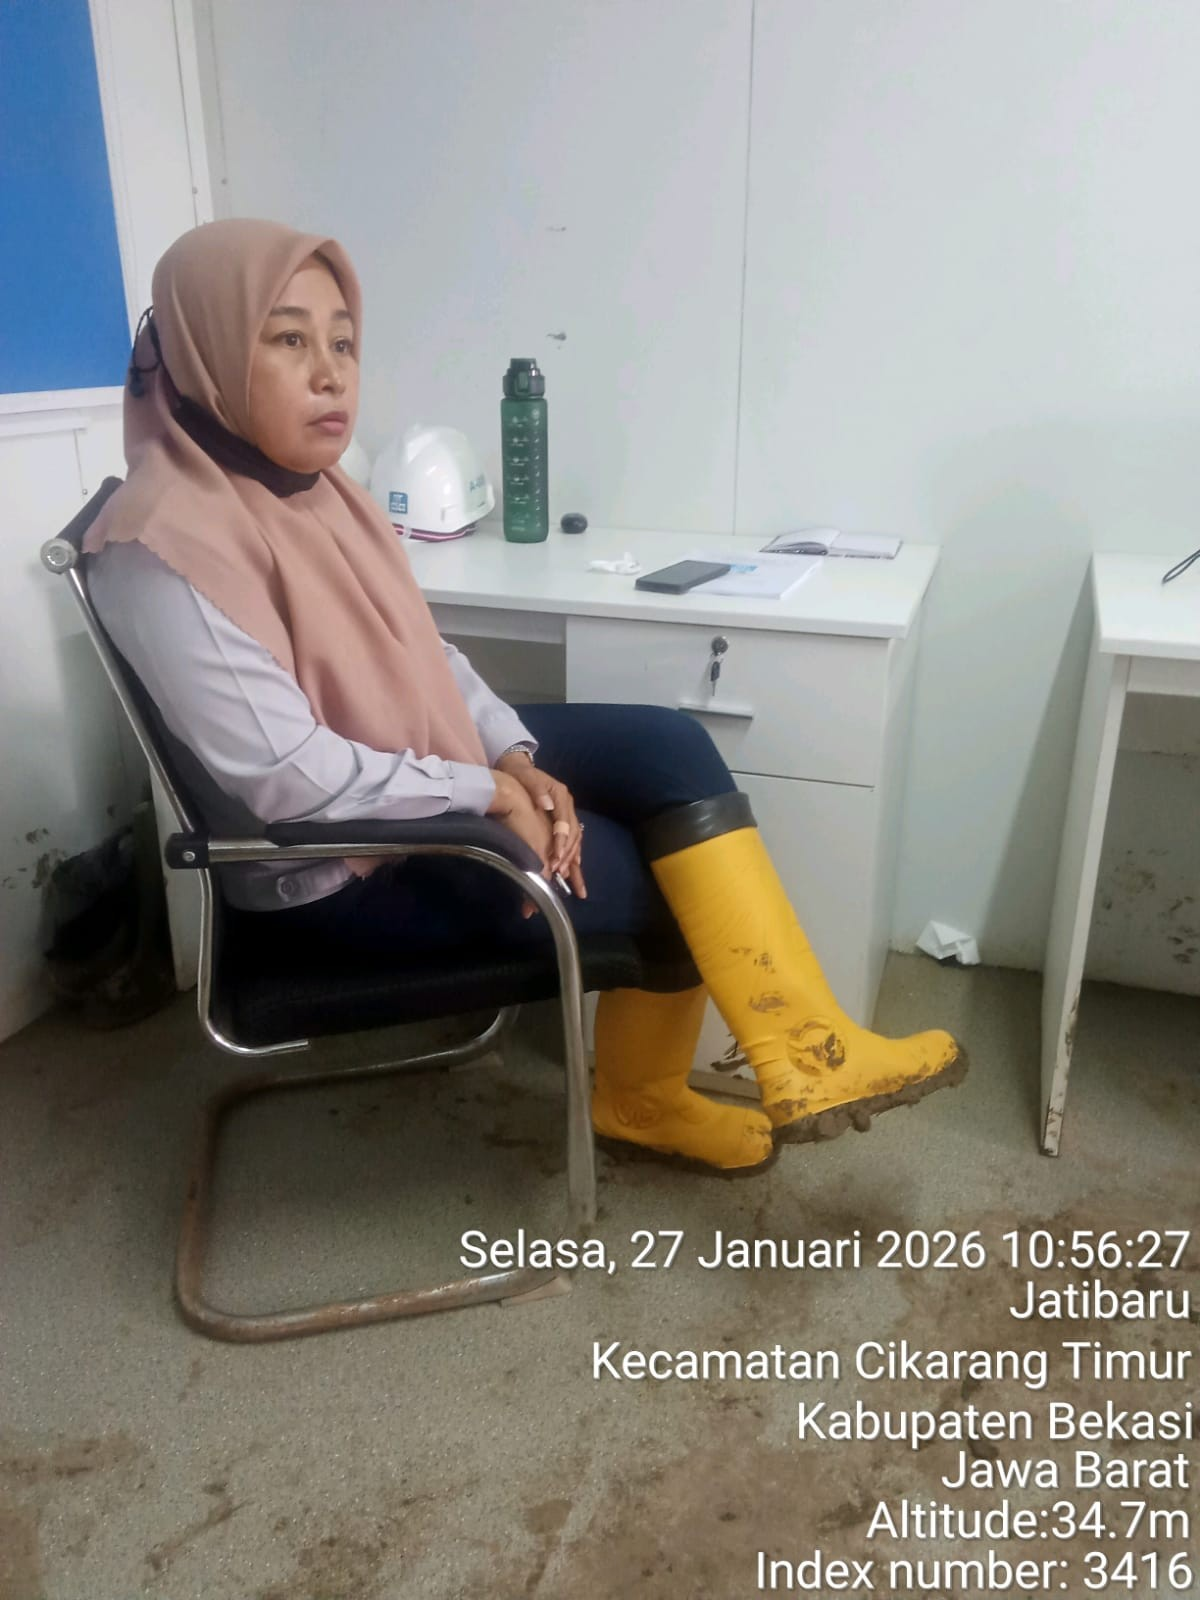 Selasa, 27 Januari 2026 10:56:27
Jatibaru
Kecamatan Cikarang Timur
Kabupaten Bekasi
Jawa Barat
Altitude:34.7m
Index number: 3416